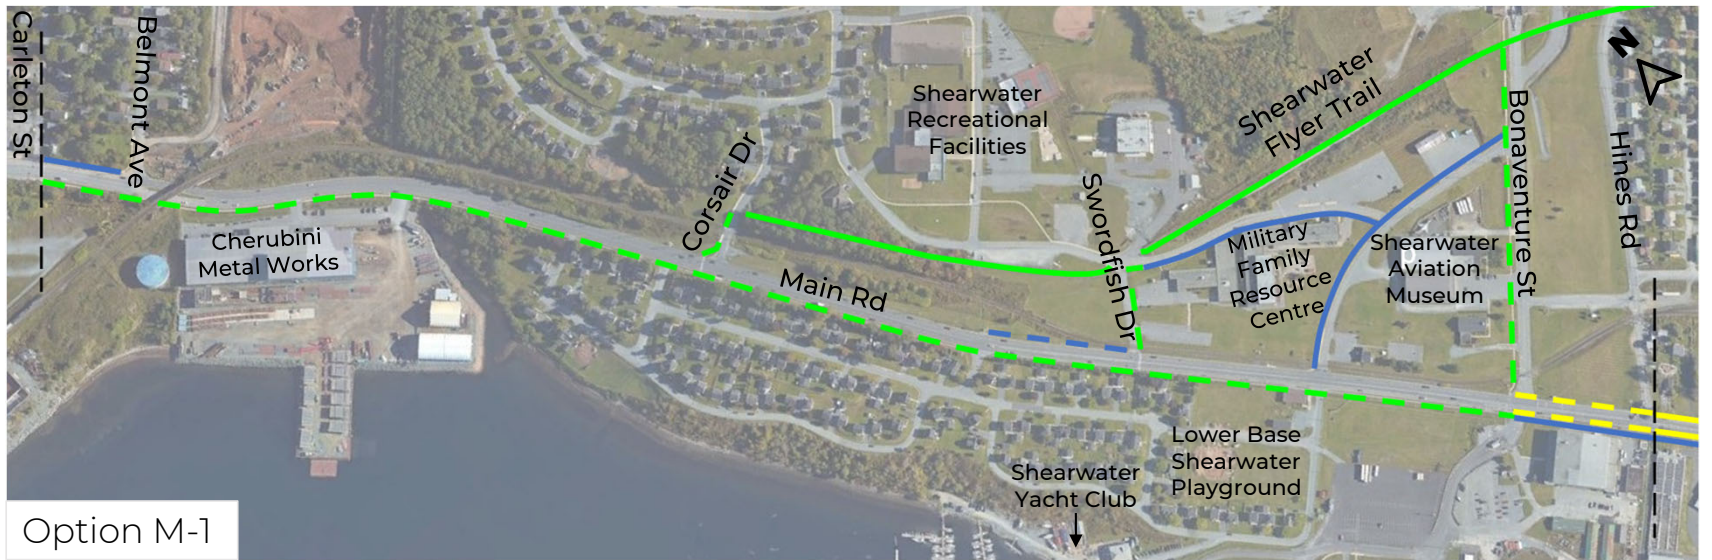 Carleton St
Belmont Ave
Cherubini
Metal Works
Corsair Dr
Main Rd
Shearwater
Recreational
Facilities
Swordfish Dr
Shearwater
Flyer Trail
Military
Family
Resource
Centre
Shearwater
Aviation
Museum
Bonaventure St
Hines Rd
N
Lower Base
Shearwater
Playground
Shearwater
Yacht Club
Option M-1